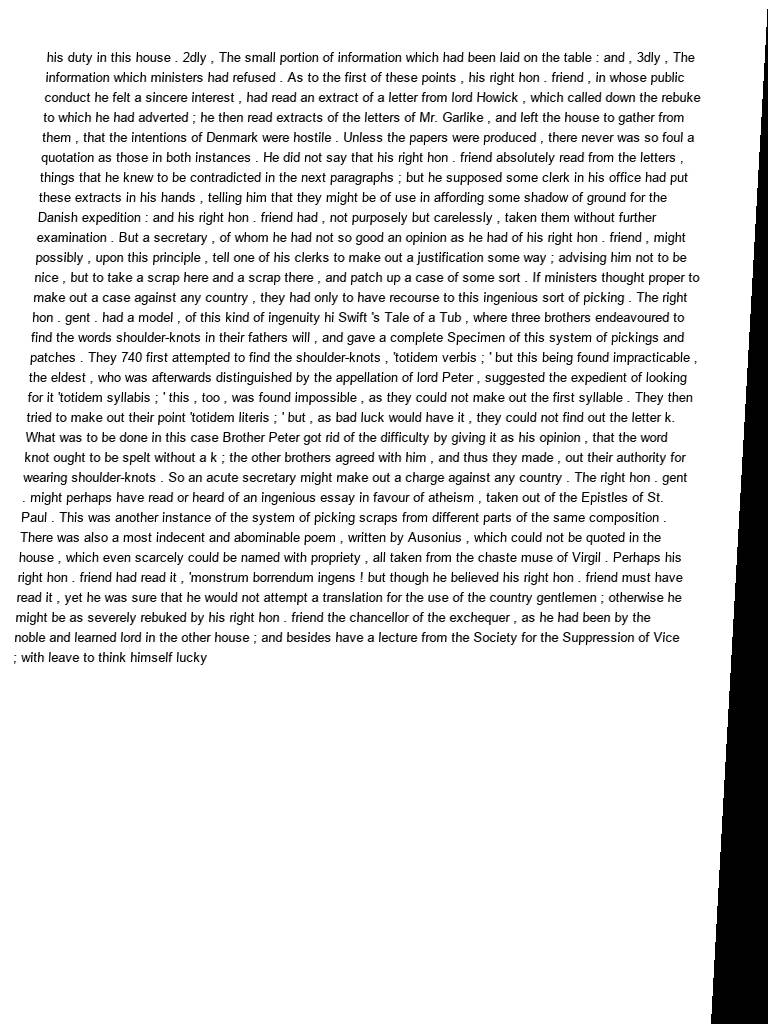 his duty in this house . 2dly , The small portion of information which had been laid on the table : and , 3dly , The
information which ministers had refused . As to the first of these points , his right hon . friend , in whose public
conduct he felt a sincere interest , had read an extract of a letter from lord Howick , which called down the rebuke
to which he had adverted ; he then read extracts of the letters of Mr. Garlike , and left the house to gather from
them , that the intentions of Denmark were hostile . Unless the papers were produced , there never was so foul a
quotation as those in both instances . He did not say that his right hon . friend absolutely read from the letters ,
things that he knew to be contradicted in the next paragraphs ; but he supposed some clerk in his office had put
these extracts in his hands , telling him that they might be of use in affording some shadow of ground for the
Danish expedition : and his right hon . friend had , not purposely but carelessly , taken them without further
examination . But a secretary , of whom he had not so good an opinion as he had of his right hon . friend , might
possibly , upon this principle , tell one of his clerks to make out a justification some way ; advising him not to be
nice , but to take a scrap here and a scrap there , and patch up a case of some sort . If ministers thought proper to
make out a case against any country , they had only to have recourse to this ingenious sort of picking . The right
hon . gent . had a model , of this kind of ingenuity hi Swift 's Tale of a Tub , where three brothers endeavoured to
find the words shoulder-knots in their fathers will , and gave a complete Specimen of this system of pickings and
patches . They 740 first attempted to find the shoulder-knots , 'totidem verbis ; ' but this being found impracticable ,
the eldest , who was afterwards distinguished by the appellation of lord Peter , suggested the expedient of looking
for it 'totidem syllabis ; ' this , too , was found impossible , as they could not make out the first syllable . They then
tried to make out their point 'totidem literis ; ' but , as bad luck would have it , they could not find out the letter k.
What was to be done in this case Brother Peter got rid of the difficulty by giving it as his opinion , that the word
knot ought to be spelt without a k ; the other brothers agreed with him , and thus they made , out their authority for
wearing shoulder-knots . So an acute secretary might make out a charge against any country . The right hon . gent
. might perhaps have read or heard of an ingenious essay in favour of atheism , taken out of the Epistles of St.
Paul . This was another instance of the system of picking scraps from different parts of the same composition .
There was also a most indecent and abominable poem , written by Ausonius , which could not be quoted in the
house , which even scarcely could be named with propriety , all taken from the chaste muse of Virgil . Perhaps his
right hon . friend had read it , 'monstrum borrendum ingens ! but though he believed his right hon . friend must have
read it , yet he was sure that he would not attempt a translation for the use of the country gentlemen ; otherwise he
might be as severely rebuked by his right hon . friend the chancellor of the exchequer , as he had been by the
noble and learned lord in the other house ; and besides have a lecture from the Society for the Suppression of Vice
; with leave to think himself lucky